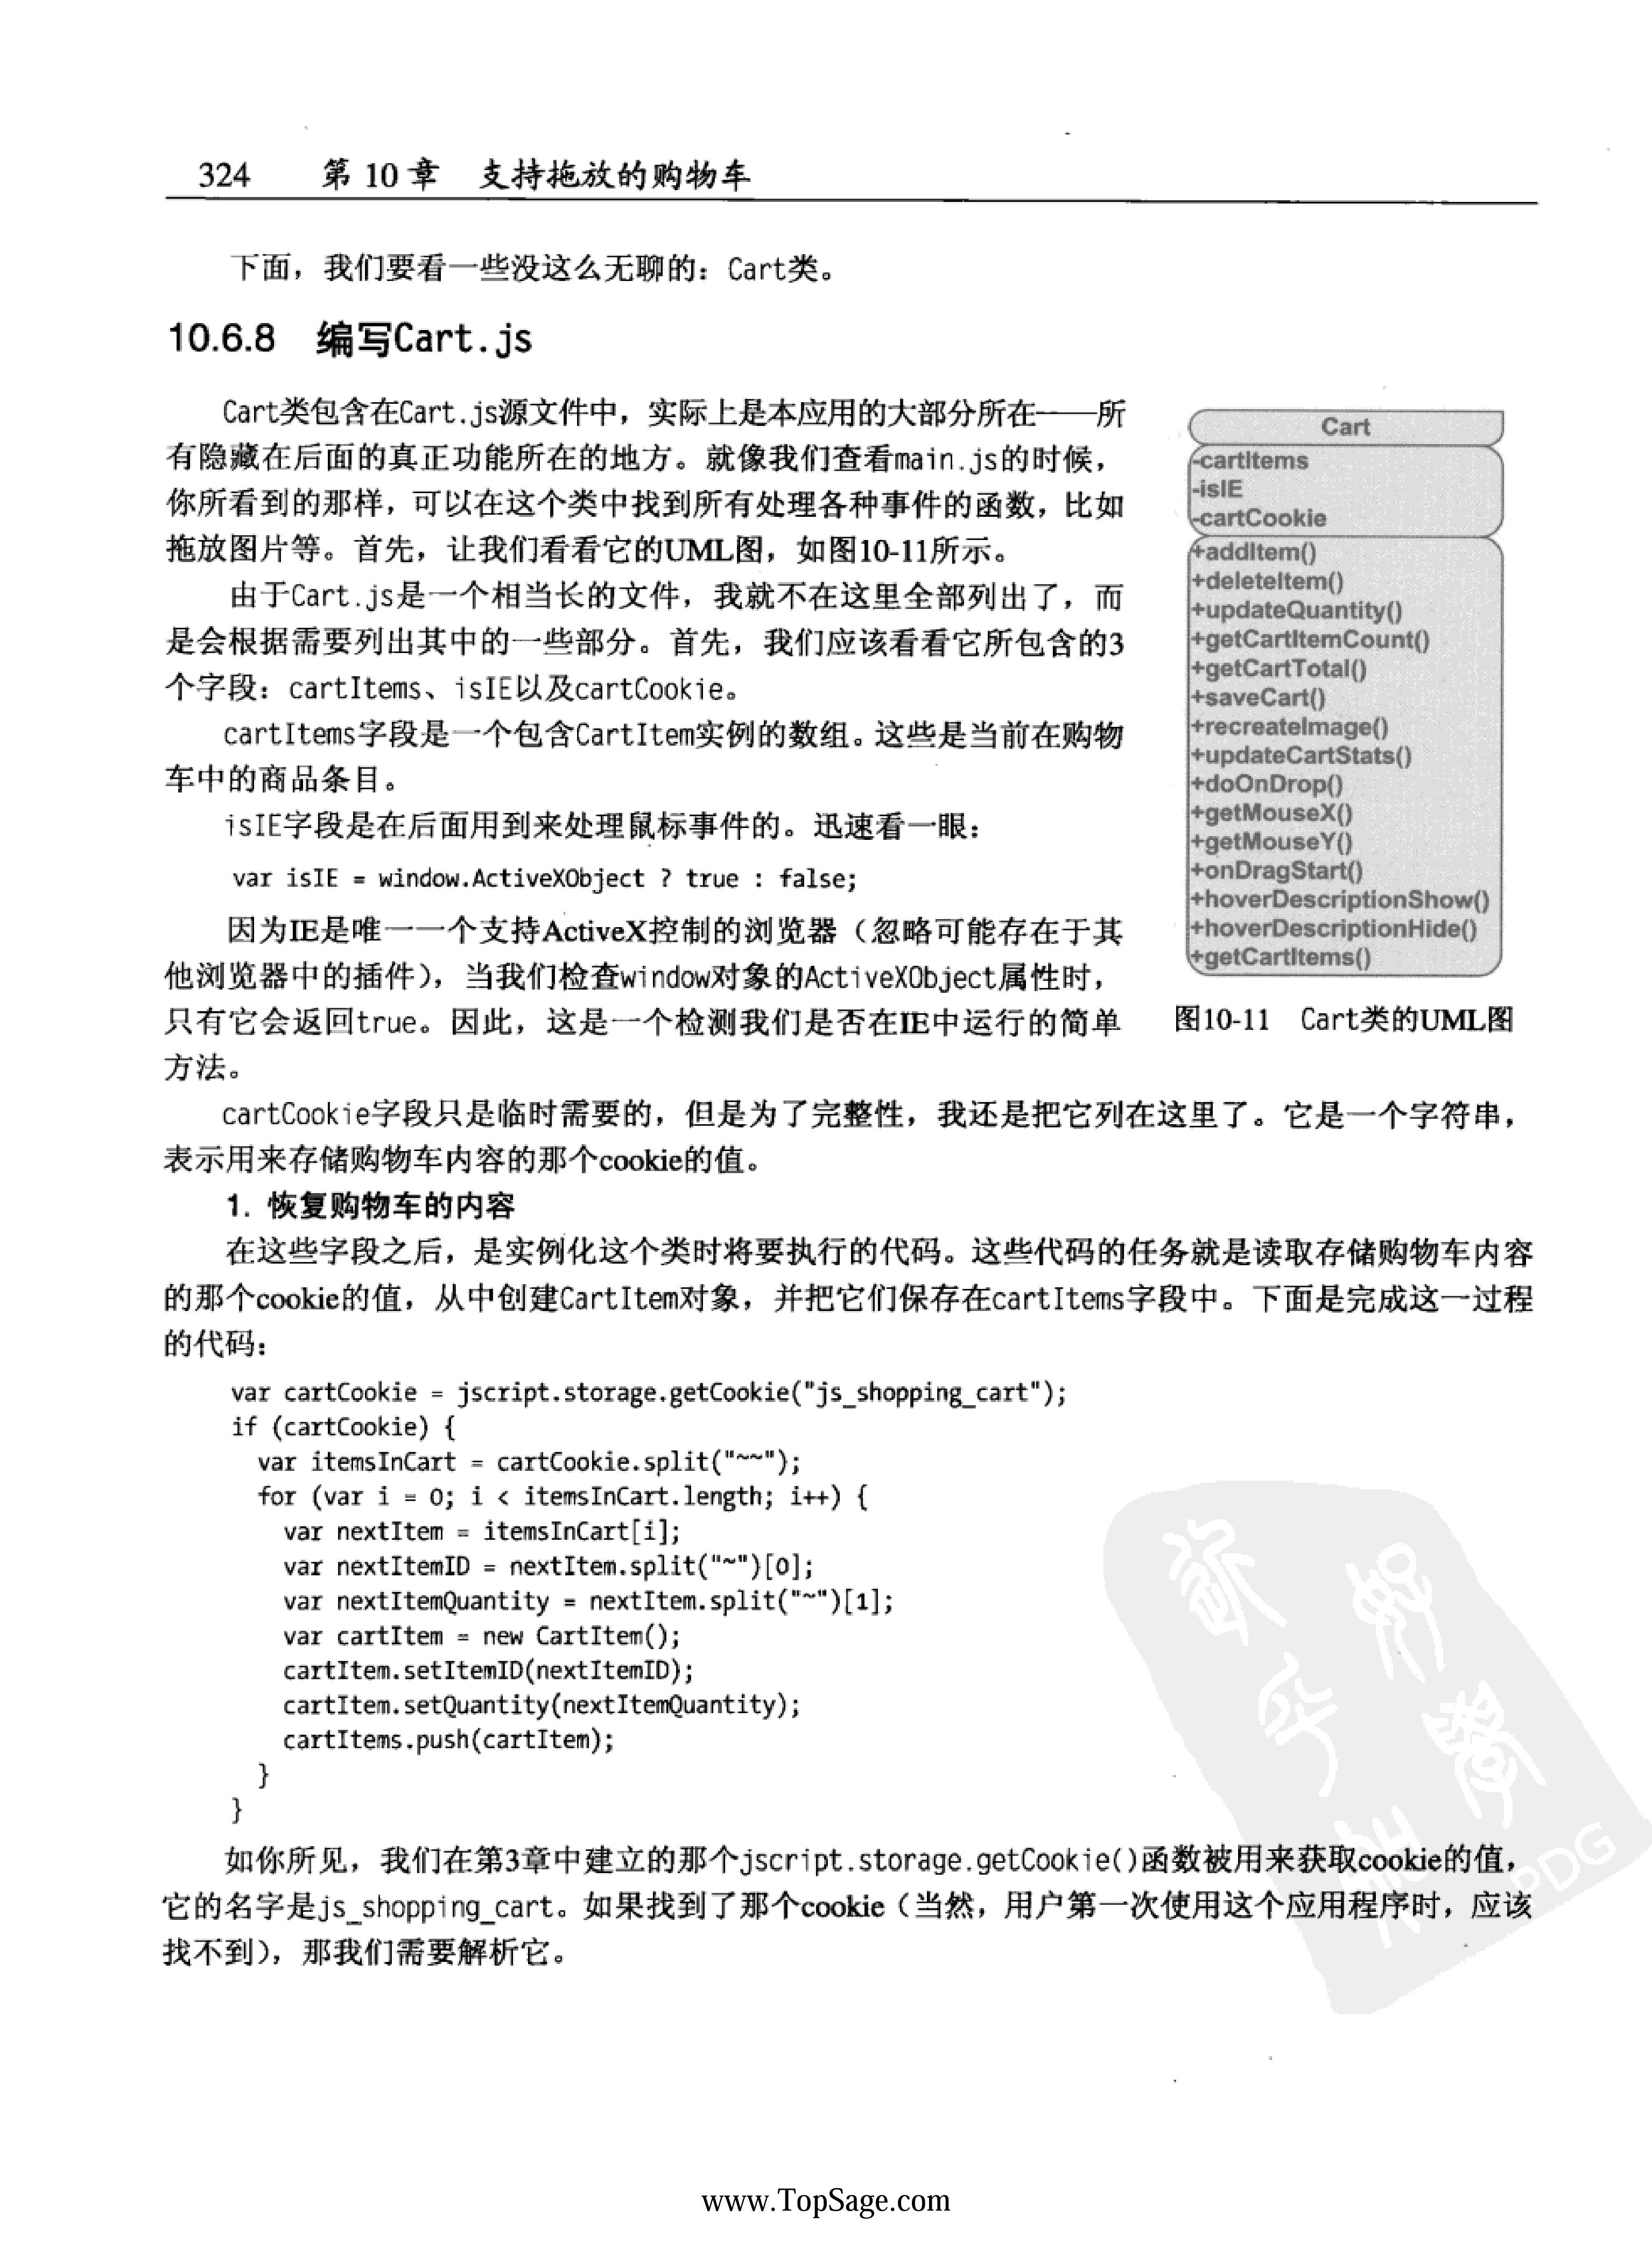 324 第 10 章 支持拖放的购物车
下面，我们要看一些没这么无聊的：Cart类。
10.6.8 编写Cart.js
Cart类包含在Cart.js源文件中，实际上是本应用的大部分所在——所
有隐藏在后面的真正功能所在的地方。就像我们查看main.js的时候，
你所看到的那样，可以在这个类中找到所有处理各种事件的函数，比如
拖放图片等。首先，让我们看看它的UML图，如图10-11所示。
由于Cart.js是一个相当长的文件，我就不在这里全部列出了，而
是会根据需要列出其中的一些部分。首先，我们应该看看它所包含的3
个字段：cartItems、isIE以及cartCookie。
cartItems字段是一个包含CartItem实例的数组。这些是当前在购物
车中的商品条目。
isIE字段是在后面用到来处理鼠标事件的。迅速看一眼：
var isIE = window.ActiveXObject ? true : false;
因为IE是唯一一个支持ActiveX控制的浏览器（忽略可能存在于其
他浏览器中的插件），当我们检查window对象的ActiveXObject属性时，
只有它会返回true。因此，这是一个检测我们是否在IE中运行的简单
方法。
Cart
-cartItems
-isIE
-cartCookie
+addItem()
+deleteItem()
+updateQuantity()
+getCartItemCount()
+getCartTotal()
+saveCart()
+recreateImage()
+updateCartStats()
+doOnDrop()
+getMouseX()
+getMouseY()
+onDragStart()
+hoverDescriptionShow()
+hoverDescriptionHide()
+getCartItems()
图10-11 Cart类的UML图
cartCookie字段只是临时需要的，但是为了完整性，我还是把它列在这里了。它是一个字符串，
表示用来存储购物车内容的那个cookie的值。
1. 恢复购物车的内容
在这些字段之后，是实例化这个类时将要执行的代码。这些代码的任务就是读取存储购物车内容
的那个cookie的值，从中创建CartItem对象，并把它们保存在cartItems字段中。下面是完成这一过程
的代码：
var cartCookie = jscript.storage.getCookie("js_shopping_cart");
if (cartCookie) {
var itemsInCart = cartCookie.split("~~");
for (var i = 0; i < itemsInCart.length; i++) {
var nextItem = itemsInCart[i];
var nextItemID = nextItem.split("~")[0];
var nextItemQuantity = nextItem.split("~")[1];
var cartItem = new CartItem();
cartItem.setItemID(nextItemID);
cartItem.setQuantity(nextItemQuantity);
cartItems.push(cartItem);
}
}
如你所见，我们在第3章中建立的那个jscript.storage.getCookie()函数被用来获取cookie的值，
它的名字是js_shopping_cart。如果找到了那个cookie（当然，用户第一次使用这个应用程序时，应该
找不到），那我们需要解析它。
PDG
www.TopSage.com